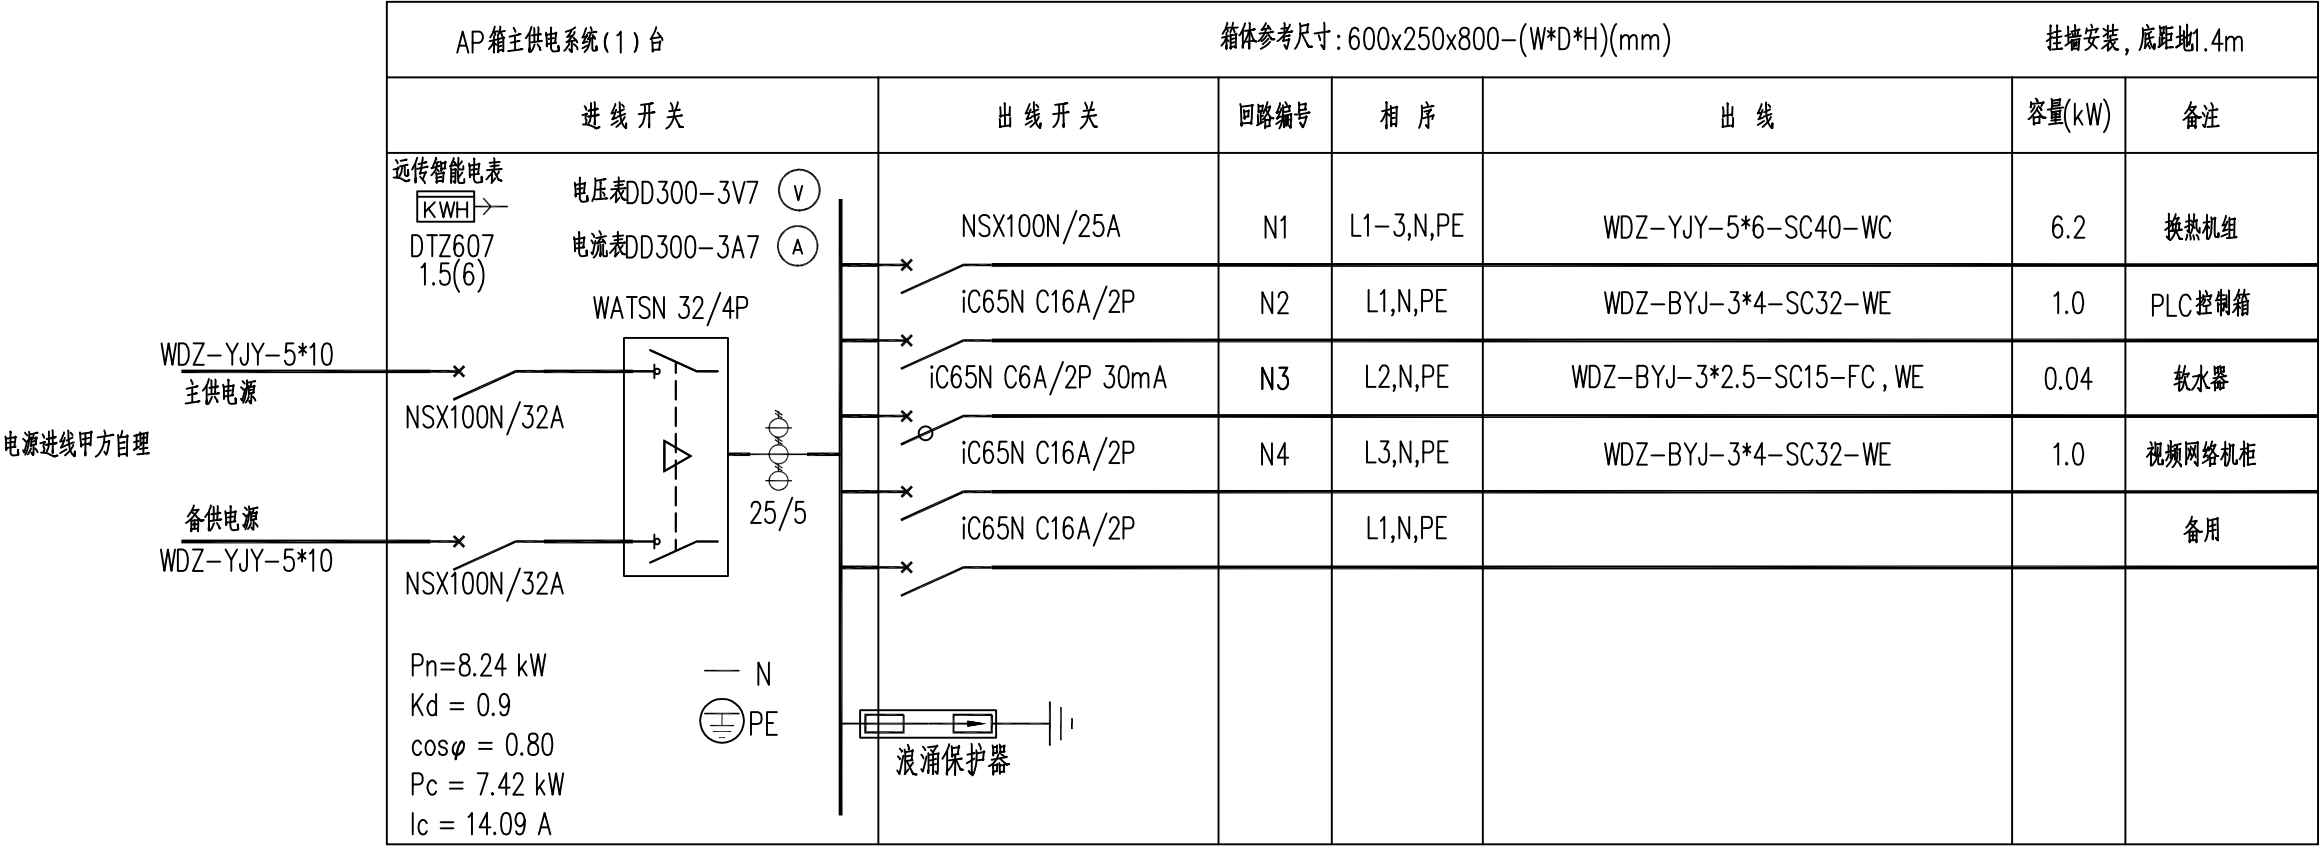 AP箱主供电系统(1)台 箱体参考尺寸:600x250x800-(W*D*H)(mm) 挂墙安装,底距地1.4m
进线开关 出线开关 回路编号 相序 出线 容量(kW) 备注
远传智能电表
KWH
DTZ607
1.5(6)
电压表DD300-3V7 V
电流表DD300-3A7 A
WATSN 32/4P
WDZ-YJY-5*10
主供电源
NSX100N/32A
电源进线甲方自理
备供电源
WDZ-YJY-5*10
NSX100N/32A
25/5
NSX100N/25A N1 L1-3,N,PE WDZ-YJY-5*6-SC40-WC 6.2 换热机组
iC65N C16A/2P N2 L1,N,PE WDZ-BYJ-3*4-SC32-WE 1.0 PLC控制箱
iC65N C6A/2P 30mA N3 L2,N,PE WDZ-BYJ-3*2.5-SC15-FC,WE 0.04 软水器
iC65N C16A/2P N4 L3,N,PE WDZ-BYJ-3*4-SC32-WE 1.0 视频网络机柜
iC65N C16A/2P L1,N,PE 备用
Pn=8.24 kW
Kd = 0.9
cosφ = 0.80
Pc = 7.42 kW
Ic = 14.09 A
N
PE
浪涌保护器